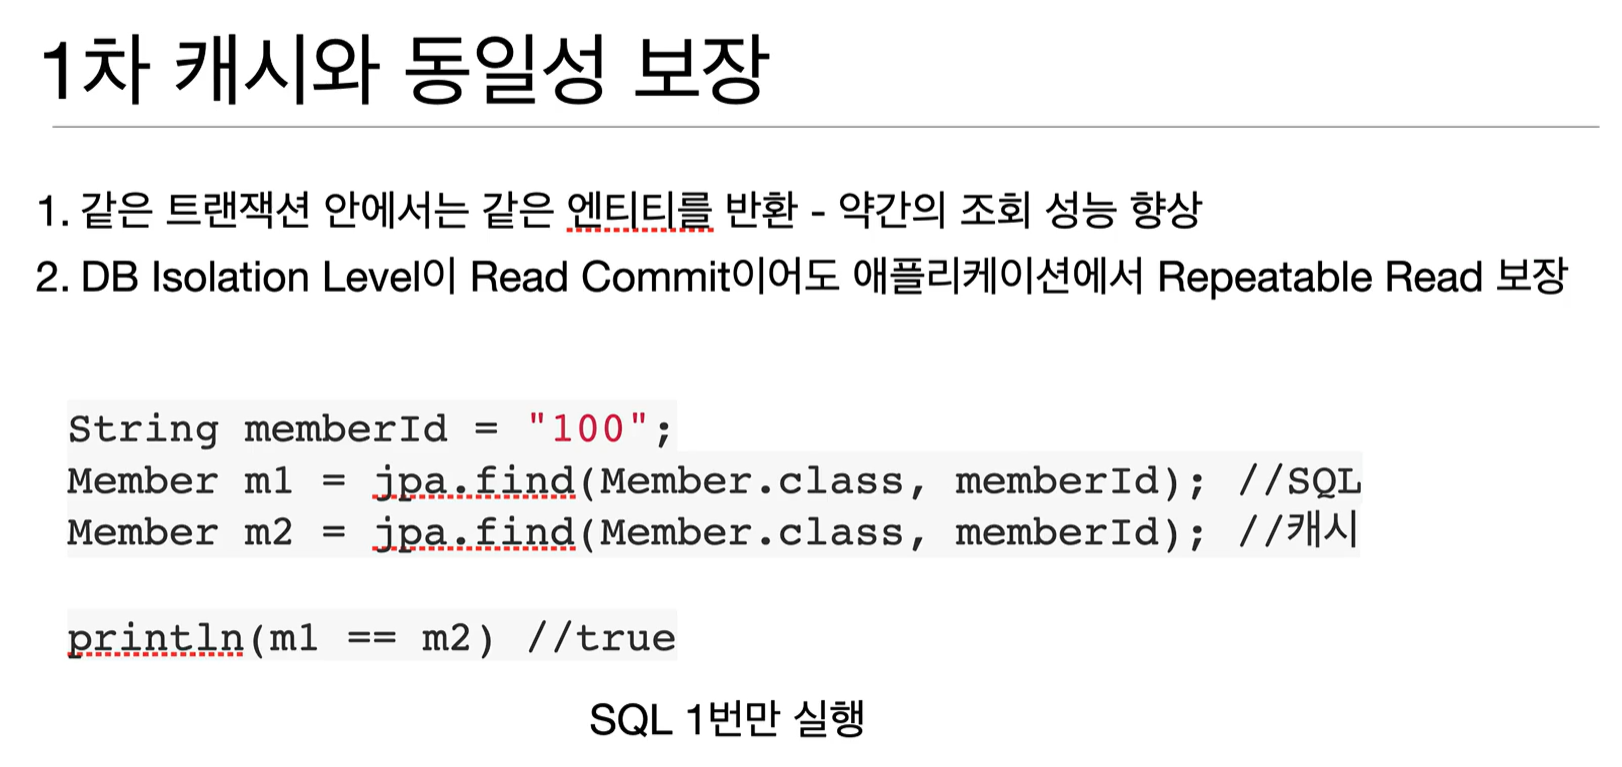 1차 캐시와 동일성 보장
1. 같은 트랜잭션 안에서는 같은 엔티티를 반환 - 약간의 조회 성능 향상
2. DB Isolation Level이 Read Commit이어도 애플리케이션에서 Repeatable Read 보장
String memberId = "100";
Member m1 = jpa.find(Member.class, memberId); //SQL
Member m2 = jpa.find(Member.class, memberId); //캐시
println(m1 == m2) //true
SQL 1번만 실행